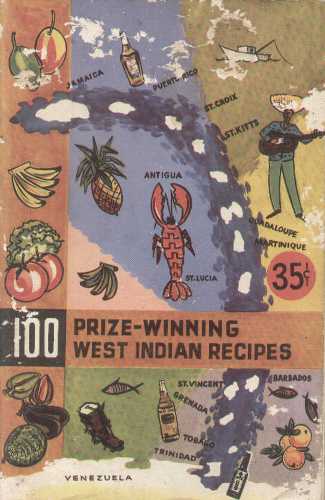 JAMAICA
PUERTO RICO
ST. CROIX
ST. KITTS
ANTIGUA
GUADALOUPE
MARTINIQUE
ST. LUCIA
35¢
100 PRIZE-WINNING
WEST INDIAN RECIPES
ST. VINCENT
BARBADOS
GRENADA
TOBAGO
TRINIDAD
VENEZUELA